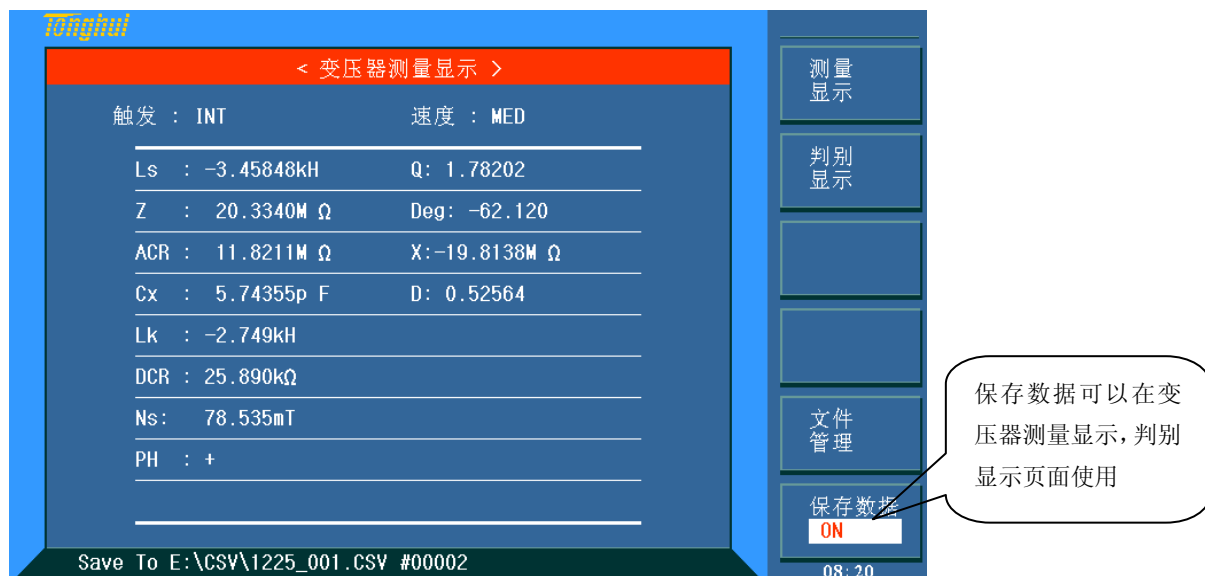 Tonghui
< 变压器测量显示 >
触发 : INT 速度 : MED
Ls : -3.45848kH Q: 1.78202
Z : 20.3340M Ω Deg: -62.120
ACR : 11.8211M Ω X:-19.8138M Ω
Cx : 5.74355p F D: 0.52564
Lk : -2.749kH
DCR : 25.890kΩ
Ns: 78.535mT
PH : +
Save To E:\CSV\1225_001.CSV #00002
测量
显示
判别
显示
文件
管理
保存数据
ON
08:20
保存数据可以在变
压器测量显示，判别
显示页面使用